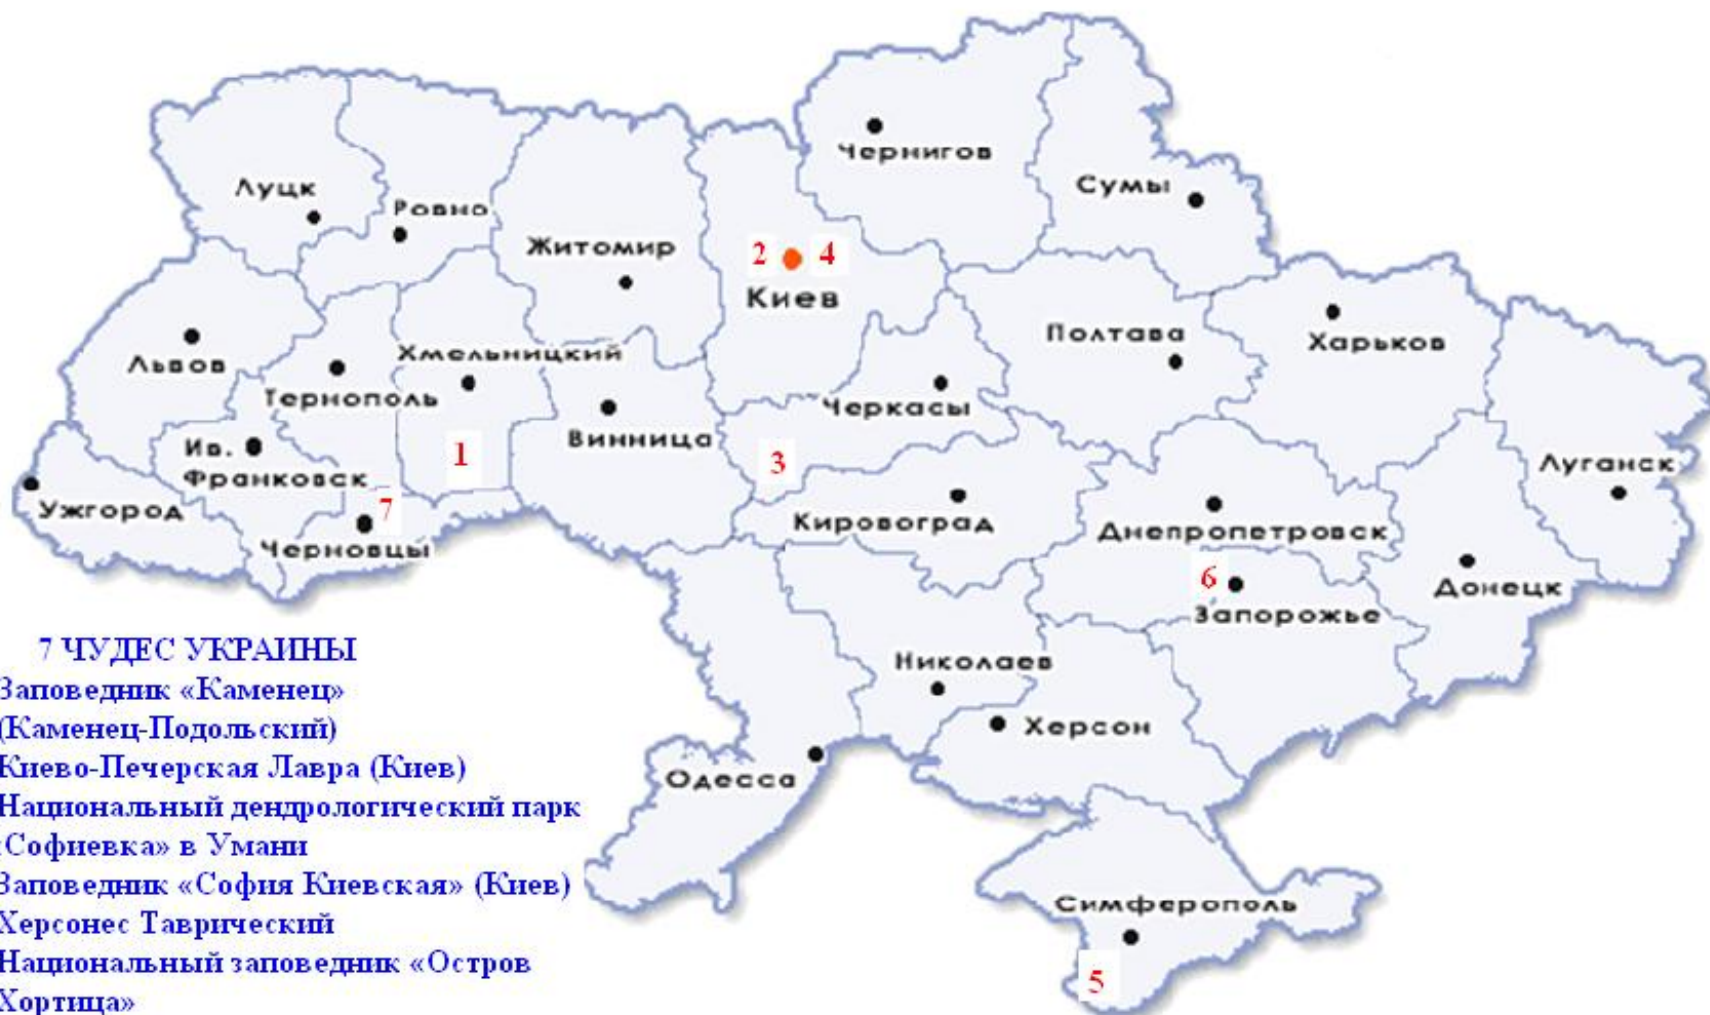 Чернигов
Сумы
Луцк
Ровно
Житомир
2 4
Киев
Полтава
Харьков
Львов
Хмельницкий
Тернополь
Черкасы
Винница
1
3
Ив.
Франковск
Луганск
Ужгород
7
Черновцы
Кировоград
Днепропетровск
6
Донецк
Запорожье
Николаев
Херсон
Одесса
Симферополь
5
7 ЧУДЕС УКРАИНЫ
Заповедник «Каменец»
(Каменец-Подольский)
Киево-Печерская Лавра (Киев)
Национальный дендрологический парк
«Софиевка» в Умани
Заповедник «София Киевская» (Киев)
Херсонес Таврический
Национальный заповедник «Остров
Хортица»